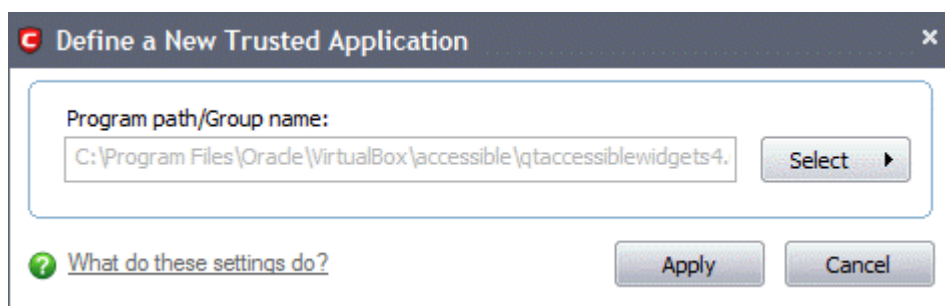 Define a New Trusted Application
Program path/Group name:
C:\Program Files\Oracle\VirtualBox\accessible\qtaccessiblewidgets4.
Select
What do these settings do?
Apply
Cancel